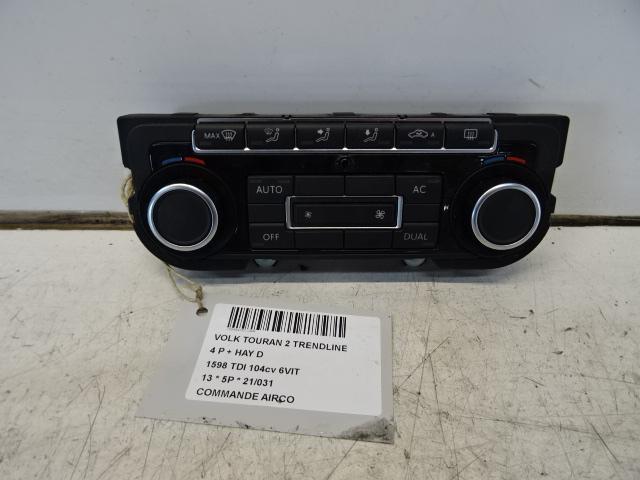 MAX
A
AUTO
AC
OFF
DUAL
VOLK TOURAN 2 TRENDLINE
4 P + HAY D
1598 TDI 104cv 6VIT
13 * 5P * 21/031
COMMANDE AIRCO